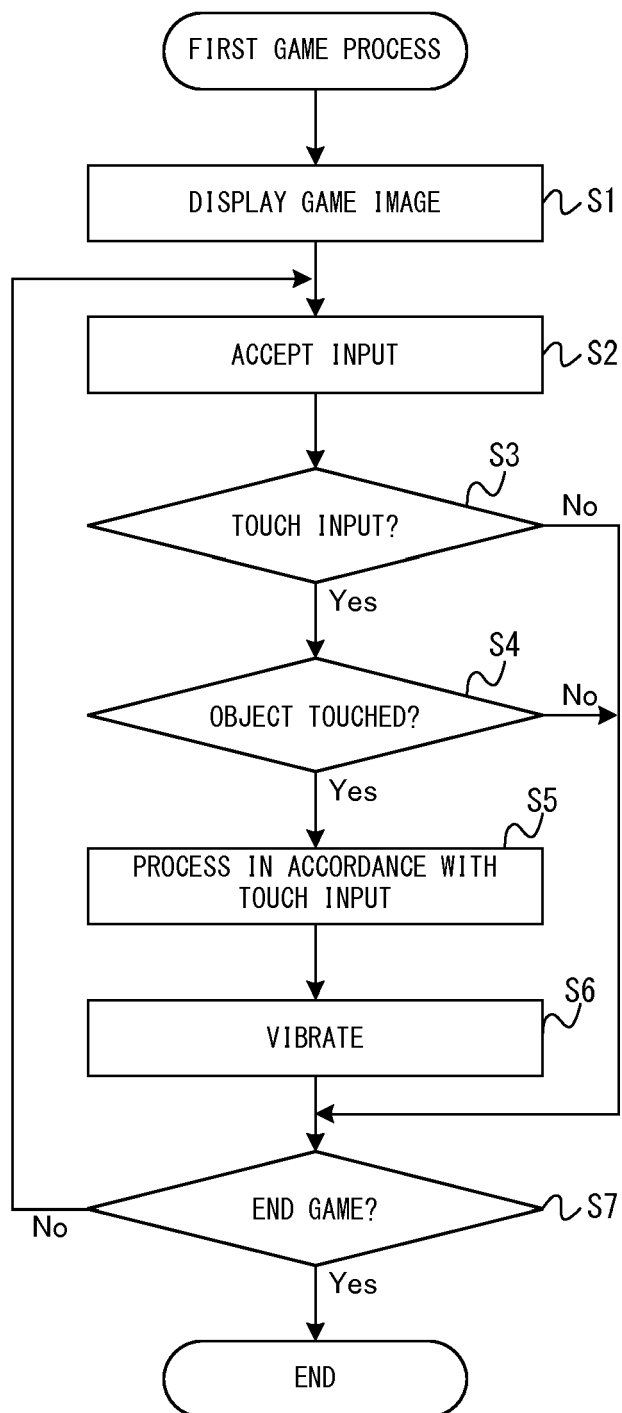 FIRST GAME PROCESS
DISPLAY GAME IMAGE
S1
ACCEPT INPUT
S2
S3
TOUCH INPUT?
No
Yes
S4
OBJECT TOUCHED?
No
Yes
S5
PROCESS IN ACCORDANCE WITH
TOUCH INPUT
S6
VIBRATE
END GAME?
S7
No
Yes
END